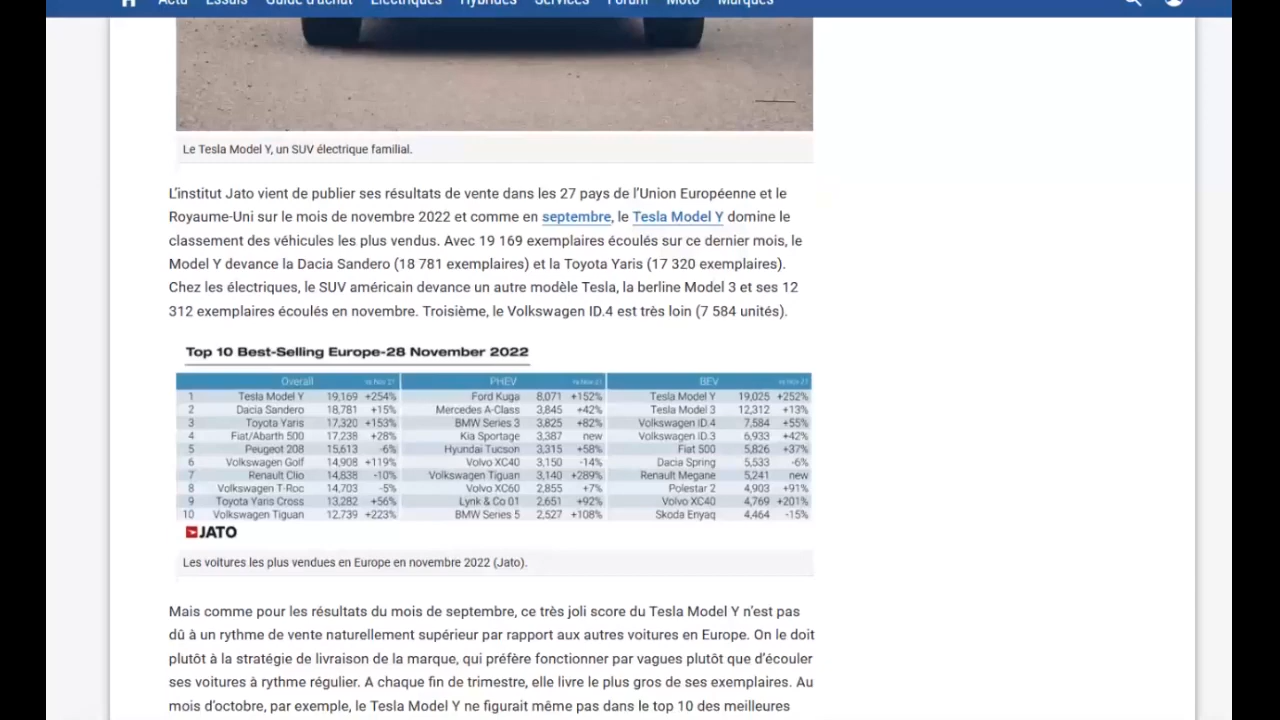 Actu Essais Guide d'achat Électriques Hybrides Services Forum Moto Marques
Le Tesla Model Y, un SUV électrique familial.
L'institut Jato vient de publier ses résultats de vente dans les 27 pays de l'Union Européenne et le
Royaume-Uni sur le mois de novembre 2022 et comme en septembre, le Tesla Model Y domine le
classement des véhicules les plus vendus. Avec 19 169 exemplaires écoulés sur ce dernier mois, le
Model Y devance la Dacia Sandero (18 781 exemplaires) et la Toyota Yaris (17 320 exemplaires).
Chez les électriques, le SUV américain devance un autre modèle Tesla, la berline Model 3 et ses 12
312 exemplaires écoulés en novembre. Troisième, le Volkswagen ID.4 est très loin (7 584 unités).
Top 10 Best-Selling Europe-28 November 2022
Overall vs Nov 21 PHEV vs Nov 21 BEV vs Nov 21
1 Tesla Model Y 19,169 +254% Ford Kuga 8,071 +152% Tesla Model Y 19,025 +252%
2 Dacia Sandero 18,781 +15% Mercedes A-Class 3,845 +42% Tesla Model 3 12,312 +13%
3 Toyota Yaris 17,320 +153% BMW Series 3 3,825 +82% Volkswagen ID.4 7,584 +55%
4 Fiat/Abarth 500 17,238 +28% Kia Sportage 3,387 new Volkswagen ID.3 6,933 +42%
5 Peugeot 208 15,613 -6% Hyundai Tucson 3,315 +58% Fiat 500 5,826 +37%
6 Volkswagen Golf 14,908 +119% Volvo XC40 3,150 -14% Dacia Spring 5,533 -6%
7 Renault Clio 14,838 -10% Volkswagen Tiguan 3,140 +289% Renault Megane 5,241 new
8 Volkswagen T-Roc 14,703 -5% Volvo XC60 2,855 +7% Polestar 2 4,903 +91%
9 Toyota Yaris Cross 13,282 +56% Lynk & Co 01 2,651 +92% Volvo XC40 4,769 +201%
10 Volkswagen Tiguan 12,739 +223% BMW Series 5 2,527 +108% Skoda Enyaq 4,464 -15%
JATO
Les voitures les plus vendues en Europe en novembre 2022 (Jato).
Mais comme pour les résultats du mois de septembre, ce très joli score du Tesla Model Y n'est pas
dû à un rythme de vente naturellement supérieur par rapport aux autres voitures en Europe. On le doit
plutôt à la stratégie de livraison de la marque, qui préfère fonctionner par vagues plutôt que d'écouler
ses voitures à rythme régulier. A chaque fin de trimestre, elle livre le plus gros de ses exemplaires. Au
mois d'octobre, par exemple, le Tesla Model Y ne figurait même pas dans le top 10 des meilleures